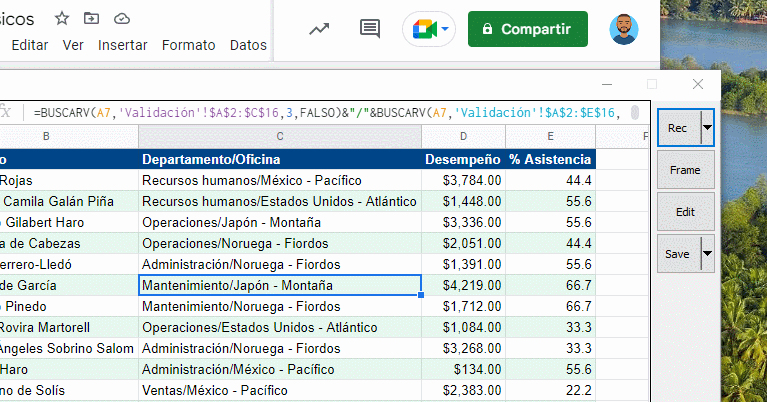 sicos
Editar Ver Insertar Formato Datos
Compartir
fx =BUSCARV(A7,'Validación'!$A$2:$C$16,3,FALSO)&"/"&BUSCARV(A7,'Validación'!$A$2:$E$16,
B C D E F
o Departamento/Oficina Desempeño % Asistencia
Rojas Recursos humanos/México - Pacífico $3,784.00 44.4
Camila Galán Piña Recursos humanos/Estados Unidos - Atlántico $1,448.00 55.6
o Gilabert Haro Operaciones/Japón - Montaña $3,336.00 55.6
a de Cabezas Operaciones/Noruega - Fiordos $2,051.00 44.4
errero-Lledó Administración/Noruega - Fiordos $1,391.00 55.6
de García Mantenimiento/Japón - Montaña $4,219.00 66.7
o Pinedo Mantenimiento/Noruega - Fiordos $1,712.00 66.7
Rovira Martorell Operaciones/Estados Unidos - Atlántico $1,084.00 33.3
Angeles Sobrino Salom Administración/Noruega - Fiordos $3,268.00 33.3
Haro Administración/México - Pacífico $134.00 55.6
no de Solís Ventas/México - Pacífico $2,383.00 22.2
Rec
Frame
Edit
Save